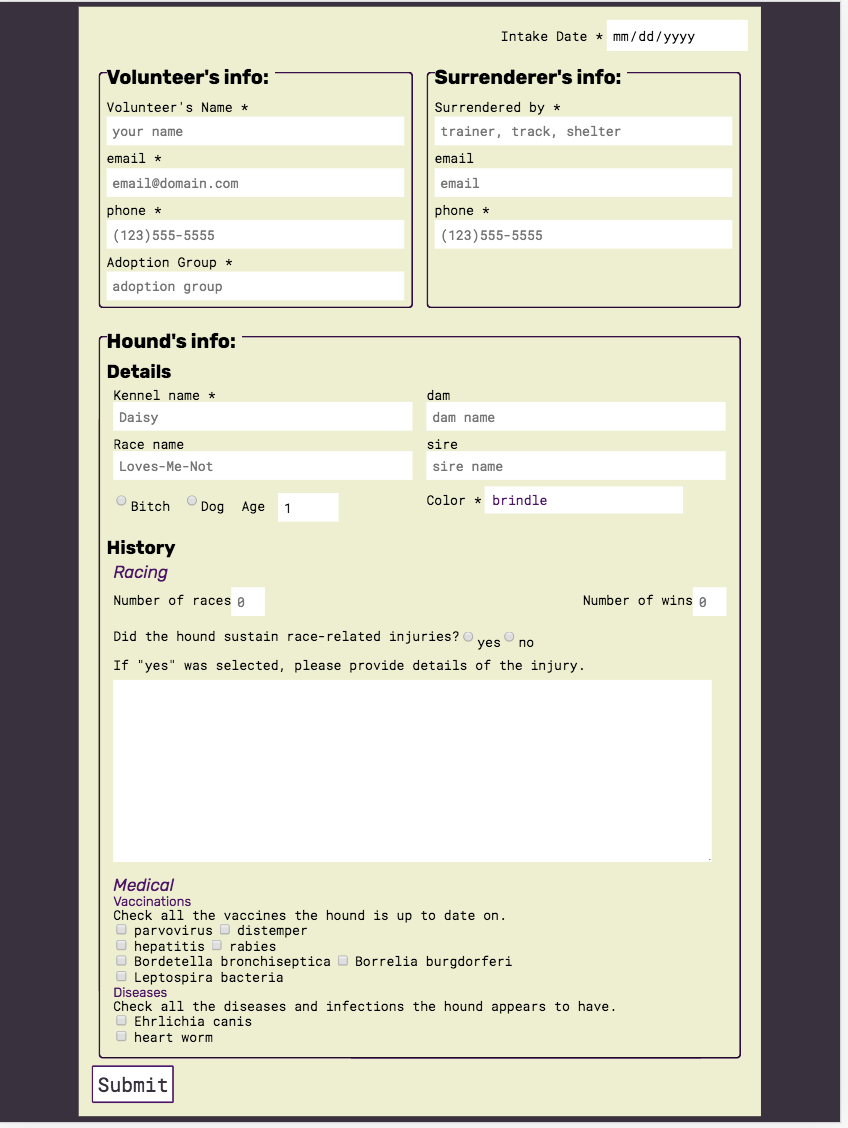 Intake Date * mm/dd/yyyy
Volunteer's info:
Volunteer's Name *
your name
email *
email@domain.com
phone *
(123)555-5555
Adoption Group *
adoption group
Surrenderer's info:
Surrendered by *
trainer, track, shelter
email
email
phone *
(123)555-5555
Hound's info:
Details
Kennel name *
Daisy
dam
dam name
Race name
Loves-Me-Not
sire
sire name
Bitch Dog Age 1
Color * brindle
History
Racing
Number of races 0 Number of wins 0
Did the hound sustain race-related injuries? yes no
If "yes" was selected, please provide details of the injury.
Medical
Vaccinations
Check all the vaccines the hound is up to date on.
parvovirus distemper
hepatitis rabies
Bordetella bronchiseptica Borrelia burgdorferi
Leptospira bacteria
Diseases
Check all the diseases and infections the hound appears to have.
Ehrlichia canis
heart worm
Submit